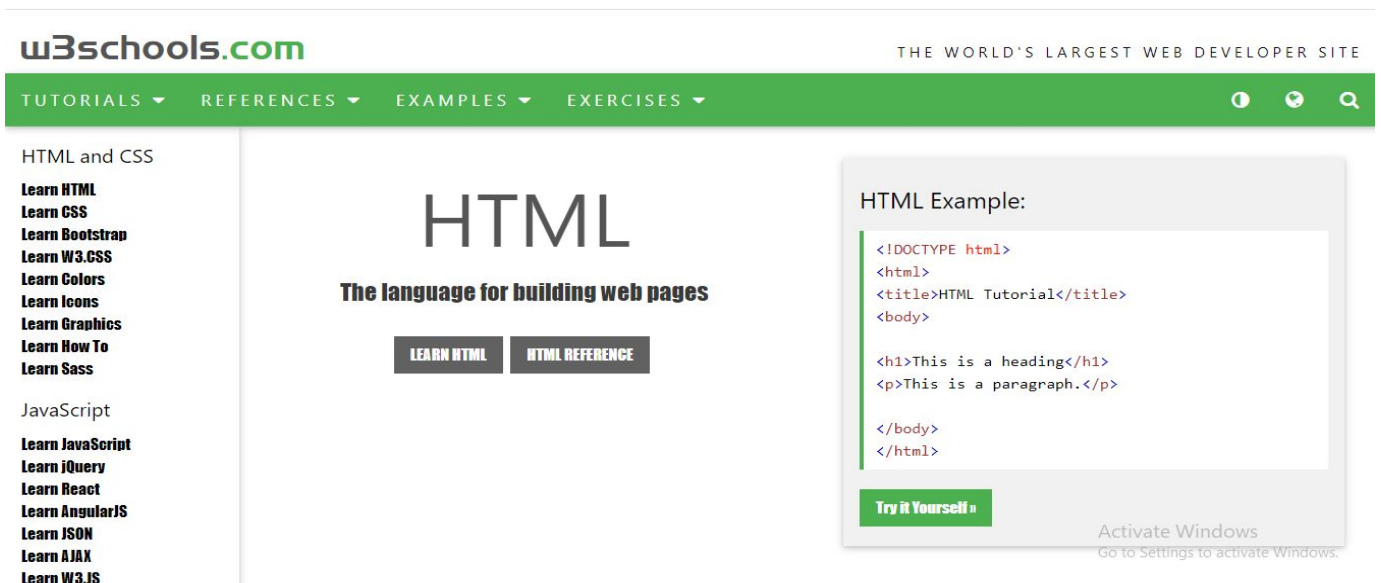 w3schools.com
THE WORLD'S LARGEST WEB DEVELOPER SITE
TUTORIALS REFERENCES EXAMPLES EXERCISES
HTML and CSS
Learn HTML
Learn CSS
Learn Bootstrap
Learn W3.CSS
Learn Colors
Learn Icons
Learn Graphics
Learn How To
Learn Sass
JavaScript
Learn JavaScript
Learn jQuery
Learn React
Learn AngularJS
Learn JSON
Learn AJAX
Learn W3.JS
HTML
The language for building web pages
LEARN HTML HTML REFERENCE
HTML Example:
<!DOCTYPE html>
<html>
<title>HTML Tutorial</title>
<body>
<h1>This is a heading</h1>
<p>This is a paragraph.</p>
</body>
</html>
Try it Yourself »
Activate Windows
Go to Settings to activate Windows.